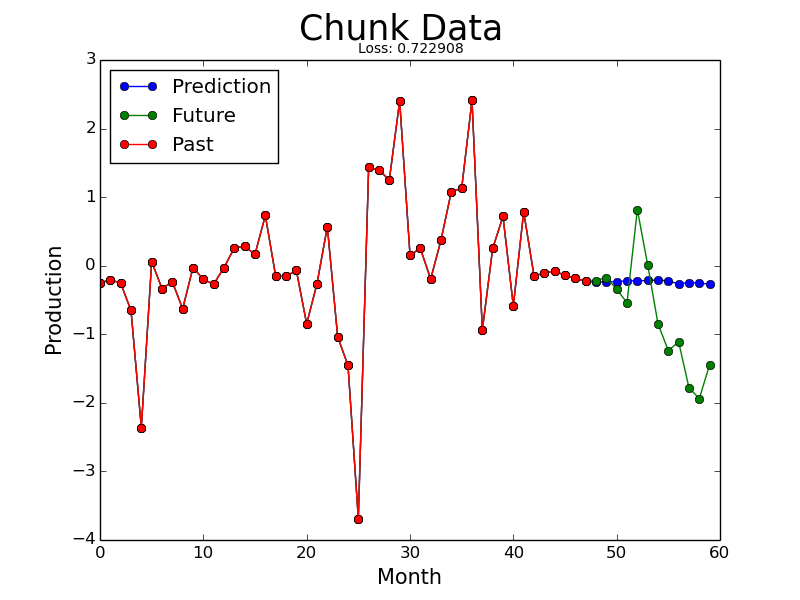 Chunk Data
Loss: 0.722908
Prediction
Future
Past
3
2
1
0
−1
−2
−3
−4
Production
0 10 20 30 40 50 60
Month